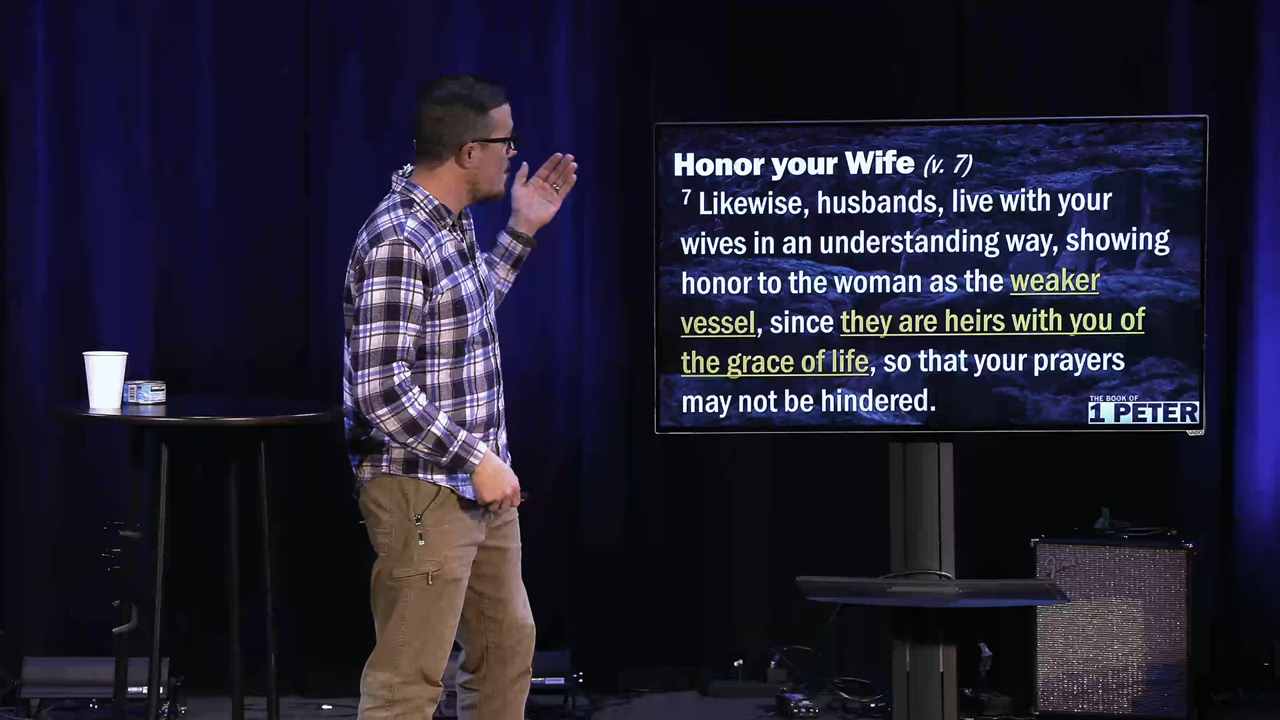 Honor your Wife (v. 7)
7 Likewise, husbands, live with your
wives in an understanding way, showing
honor to the woman as the weaker
vessel, since they are heirs with you of
the grace of life, so that your prayers
may not be hindered.
THE BOOK OF
1 PETER
VIZIO
Fender